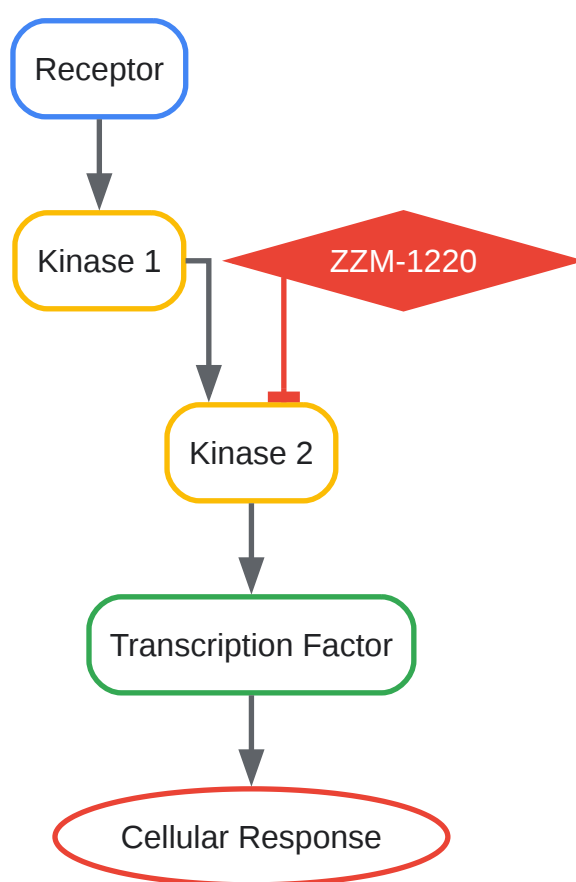 Receptor
Kinase 1
ZZM-1220
Kinase 2
Transcription Factor
Cellular Response